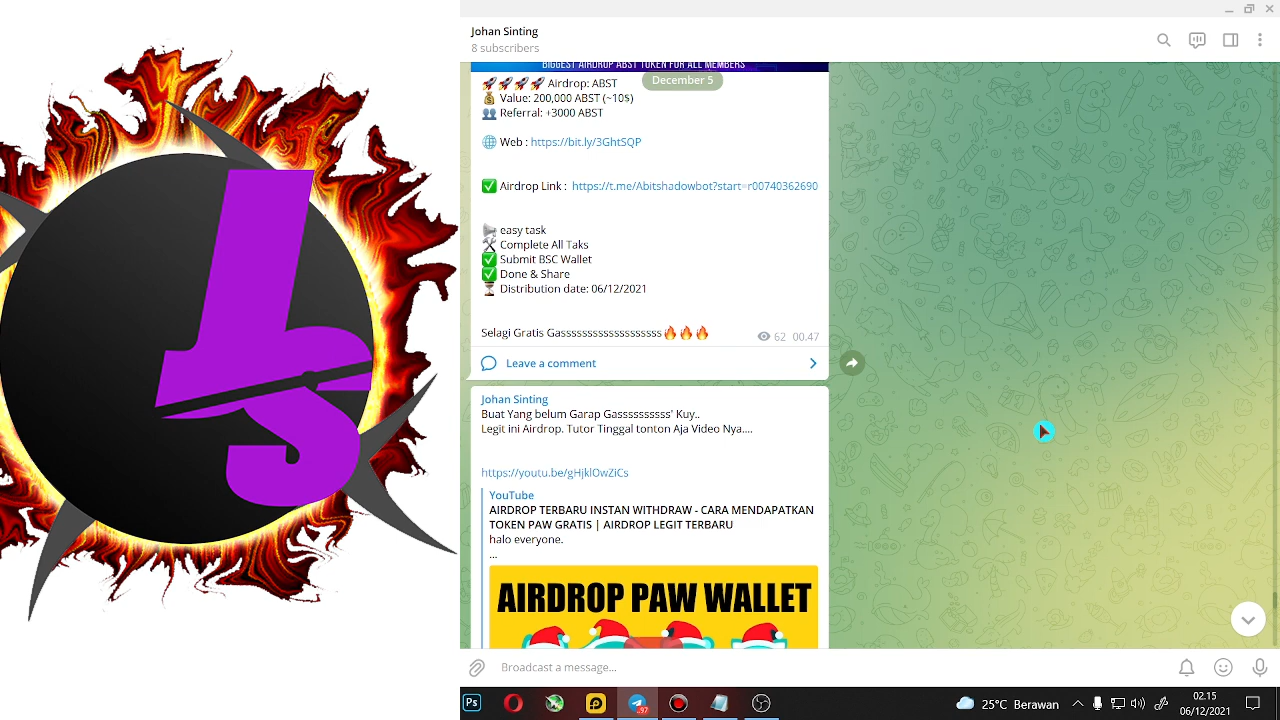 Johan Sinting
8 subscribers
BIGGEST AIRDROP ABST TOKEN FOR ALL MEMBERS
December 5
🚀🚀🚀🚀 Airdrop: ABST
💰 Value: 200,000 ABST (~10$)
👥 Referral: +3000 ABST
🌐 Web : https://bit.ly/3GhtSQP
✅ Airdrop Link : https://t.me/Abitshadowbot?start=r00740362690
📢 easy task
🛠 Complete All Taks
✅ Submit BSC Wallet
✅ Done & Share
⏳ Distribution date: 06/12/2021
Selagi Gratis Gasssssssssssssssssss🔥🔥🔥
62 00.47
Leave a comment
Johan Sinting
Buat Yang belum Garap Gassssssssss' Kuy..
Legit ini Airdrop. Tutor Tinggal tonton Aja Video Nya....
https://youtu.be/gHjklOwZiCs
YouTube
AIRDROP TERBARU INSTAN WITHDRAW - CARA MENDAPATKAN
TOKEN PAW GRATIS | AIRDROP LEGIT TERBARU
halo everyone.
...
AIRDROP PAW WALLET
Broadcast a message...
Ps
..97
25°C Berawan
02.15
06/12/2021